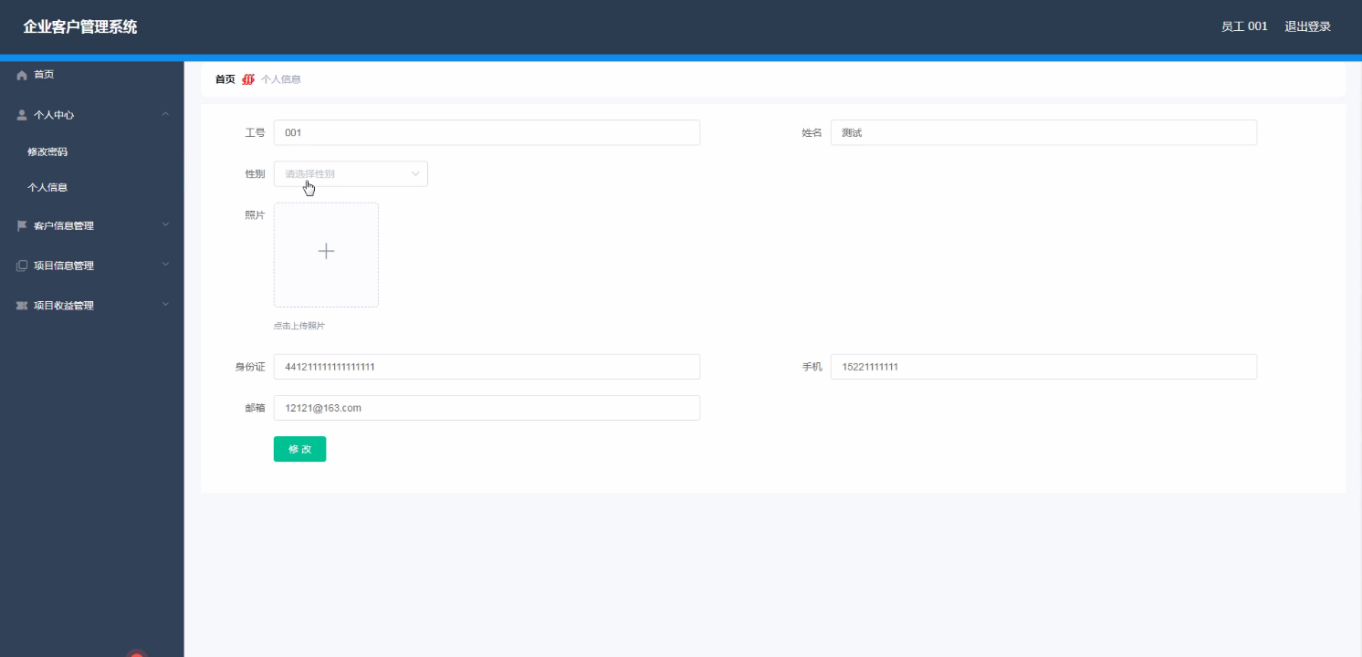 企业客户管理系统
员工 001 退出登录
首页
个人中心
修改密码
个人信息
客户信息管理
项目信息管理
项目收益管理
首页 个人信息
工号 001 姓名 测试
性别 请选择性别
照片
点击上传照片
身份证 441211111111111111 手机 15221111111
邮箱 12121@163.com
修 改